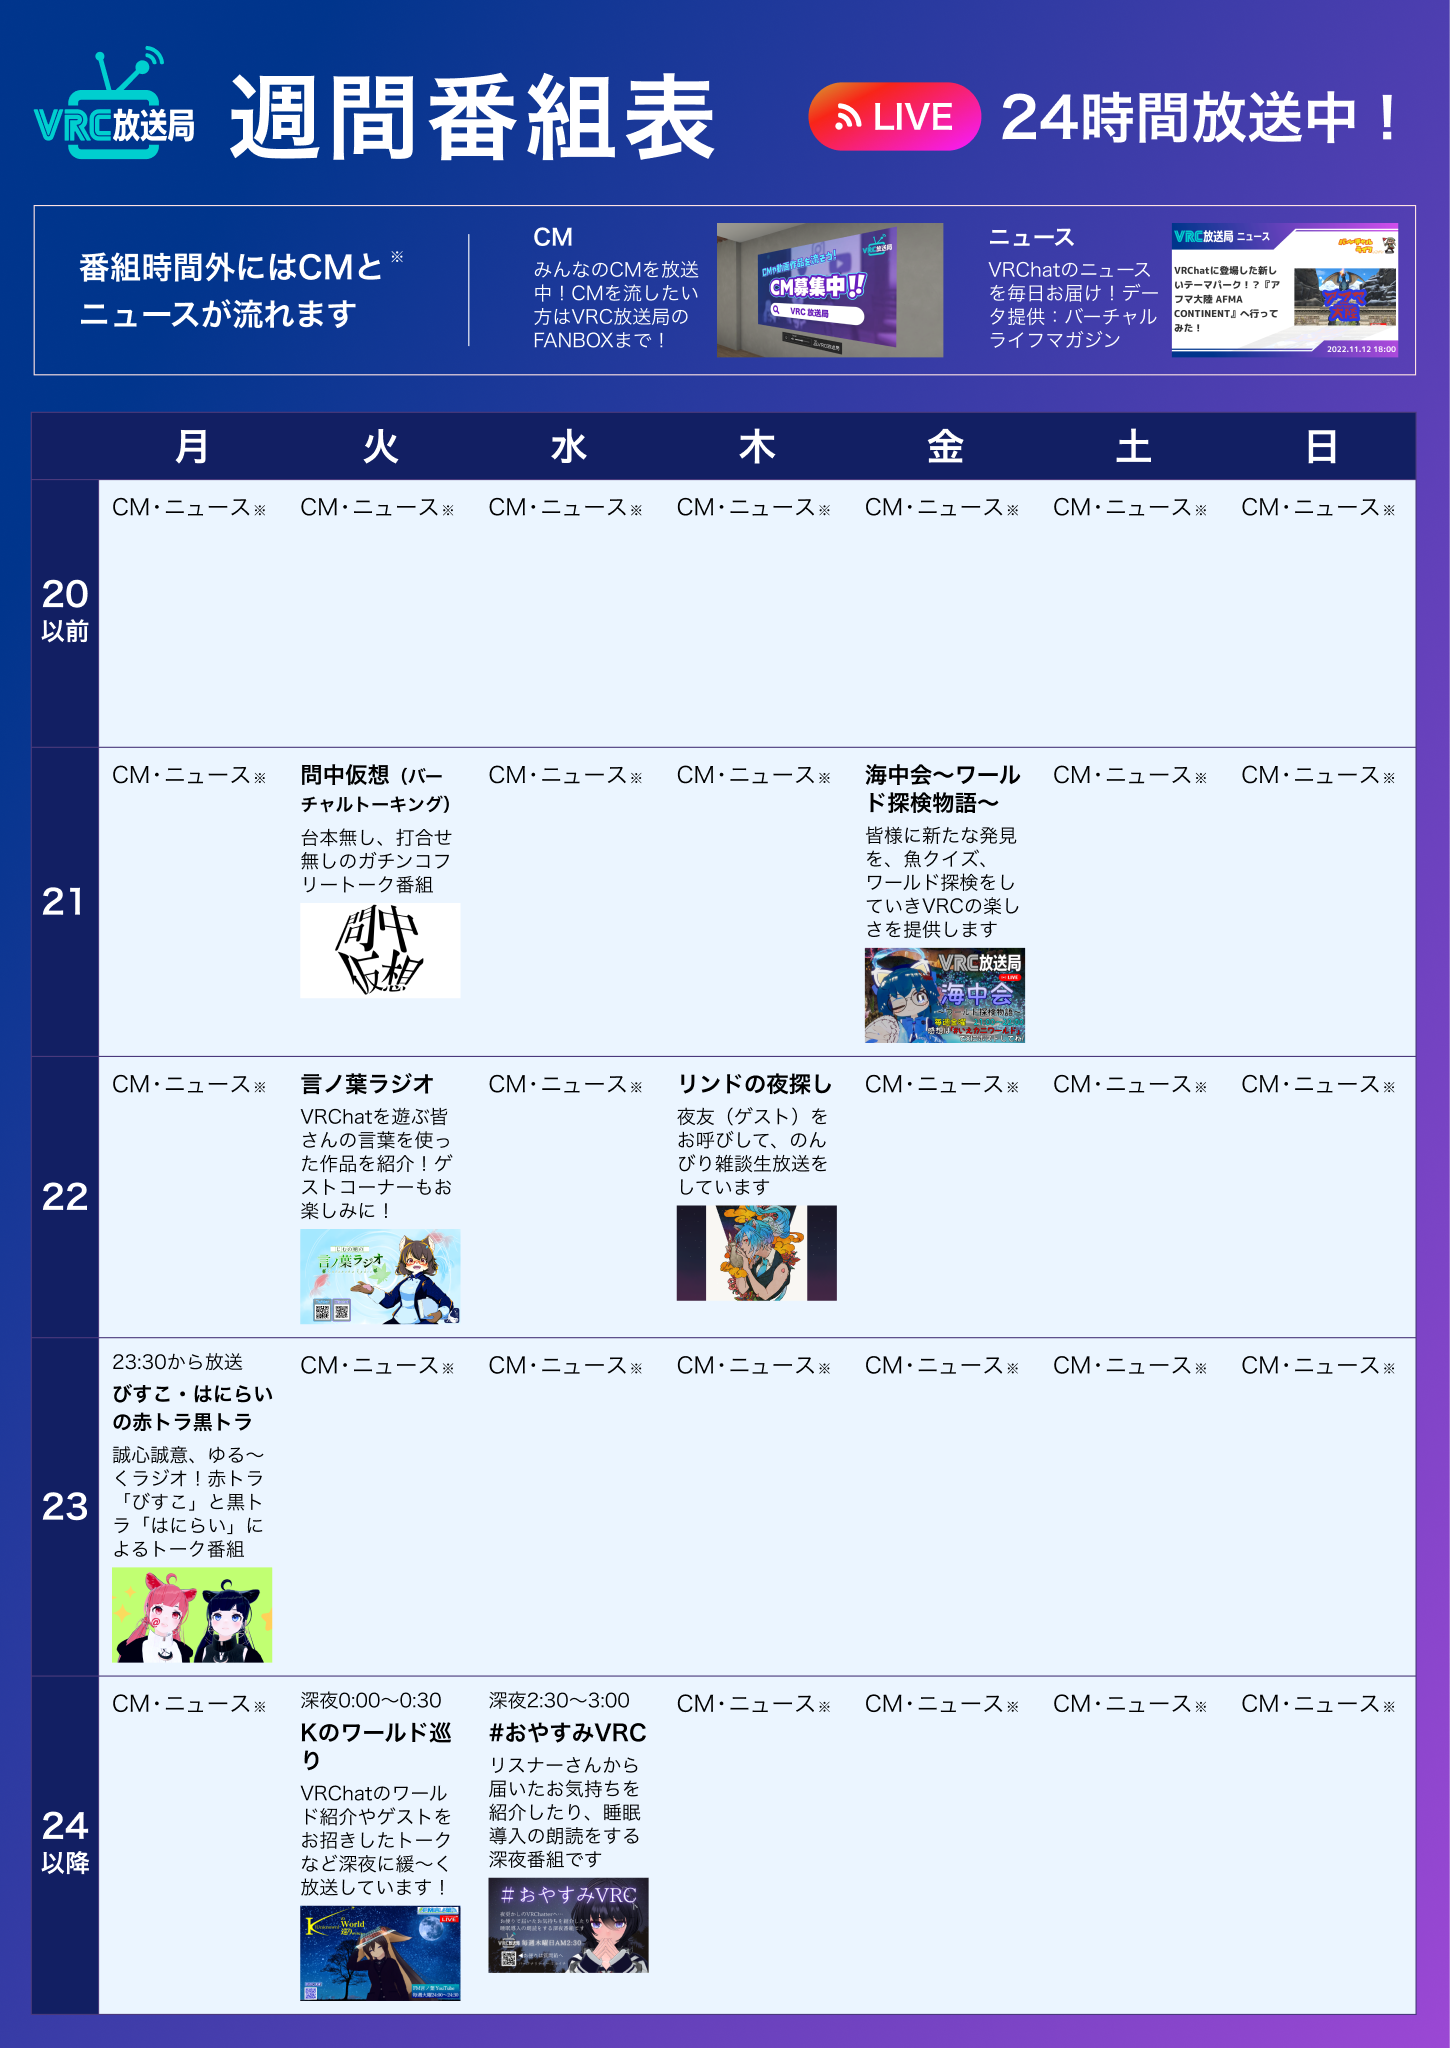 VRC放送局
週間番組表
LIVE
24時間放送中！
番組時間外にはCMと※
ニュースが流れます
CM
みんなのCMを放送
中！CMを流したい
方はVRC放送局の
FANBOXまで！
CMや動画作品を流そう！
CM募集中!!
VRC 放送局
ニュース
VRChatのニュース
を毎日お届け！デー
タ提供：バーチャル
ライフマガジン
VRC放送局 ニュース
VRChatに登場した新し
いテーマパーク！？『ア
フマ大陸 AFMA
CONTINENT』へ行って
みた！
2022.11.12 18:00
月 火 水 木 金 土 日
20
以前
CM・ニュース※
CM・ニュース※
CM・ニュース※
CM・ニュース※
CM・ニュース※
CM・ニュース※
CM・ニュース※
21
CM・ニュース※
問中仮想（バー
チャルトーキング）
台本無し、打合せ
無しのガチンコフ
リートーク番組
問中
仮想
CM・ニュース※
CM・ニュース※
海中会〜ワール
ド探検物語〜
皆様に新たな発見
を、魚クイズ、
ワールド探検をし
ていきVRCの楽し
さを提供します
VRC放送局
LIVE
海中会
CM・ニュース※
CM・ニュース※
22
CM・ニュース※
言ノ葉ラジオ
VRChatを遊ぶ皆
さんの言葉を使っ
た作品を紹介！ゲ
ストコーナーもお
楽しみに！
言ノ葉ラジオ
CM・ニュース※
リンドの夜探し
夜友（ゲスト）を
お呼びして、のん
びり雑談生放送を
しています
CM・ニュース※
CM・ニュース※
CM・ニュース※
23
23:30から放送
びすこ・はにらい
の赤トラ黒トラ
誠心誠意、ゆる〜
くラジオ！赤トラ
「びすこ」と黒ト
ラ「はにらい」に
よるトーク番組
CM・ニュース※
CM・ニュース※
CM・ニュース※
CM・ニュース※
CM・ニュース※
CM・ニュース※
24
以降
CM・ニュース※
深夜0:00〜0:30
Kのワールド巡
り
VRChatのワール
ド紹介やゲストを
お招きしたトーク
など深夜に緩〜く
放送しています！
World
巡り
LIVE
深夜2:30〜3:00
#おやすみVRC
リスナーさんから
届いたお気持ちを
紹介したり、睡眠
導入の朗読をする
深夜番組です
＃おやすみVRC
毎週木曜日AM2:30
CM・ニュース※
CM・ニュース※
CM・ニュース※
CM・ニュース※